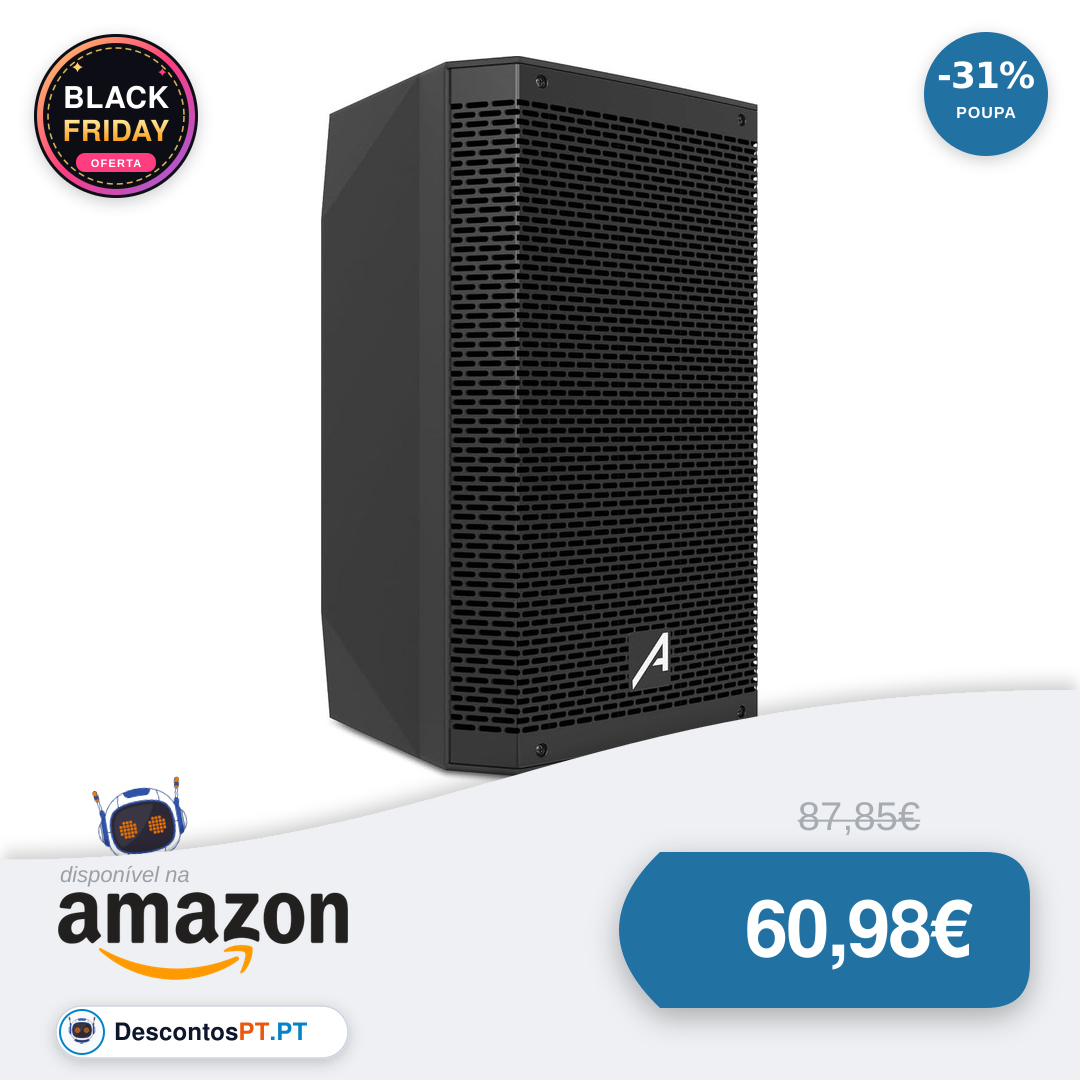 BLACK
FRIDAY
OFERTA
-31%
POUPA
87,85€
60,98€
disponível na
amazon
DescontosPT.PT